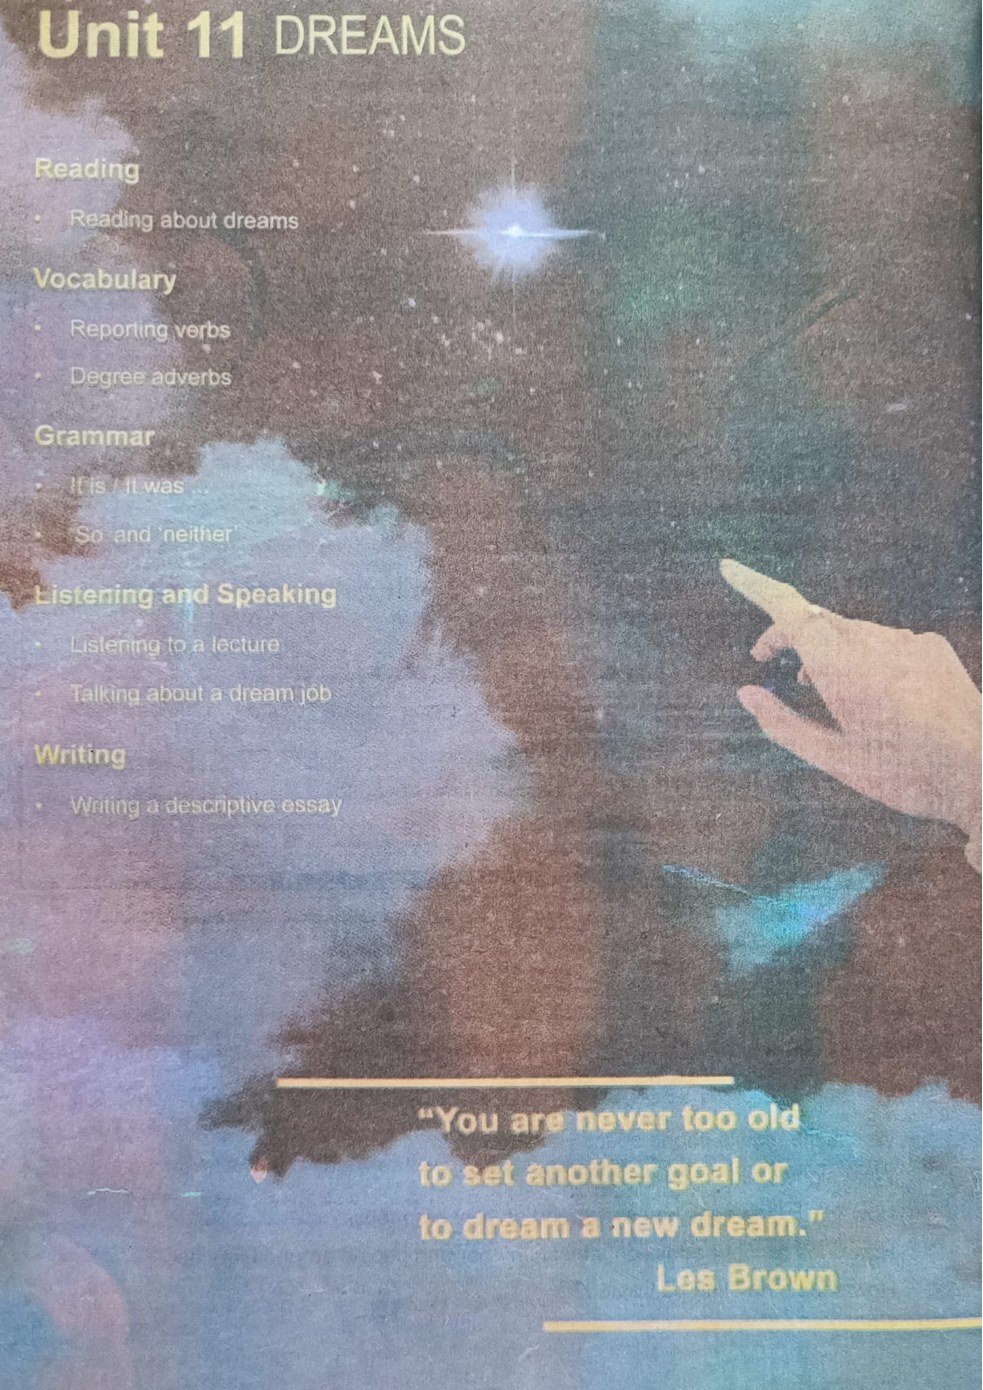 Unit 11 DREAMS
Reading
• Reading about dreams
Vocabulary
• Reporting verbs
• Degree adverbs
Grammar
• It is / it was ...
• 'So' and 'neither'
Listening and Speaking
• Listening to a lecture
• Talking about a dream job
Writing
• Writing a descriptive essay
“You are never too old
to set another goal or
to dream a new dream.”
Les Brown